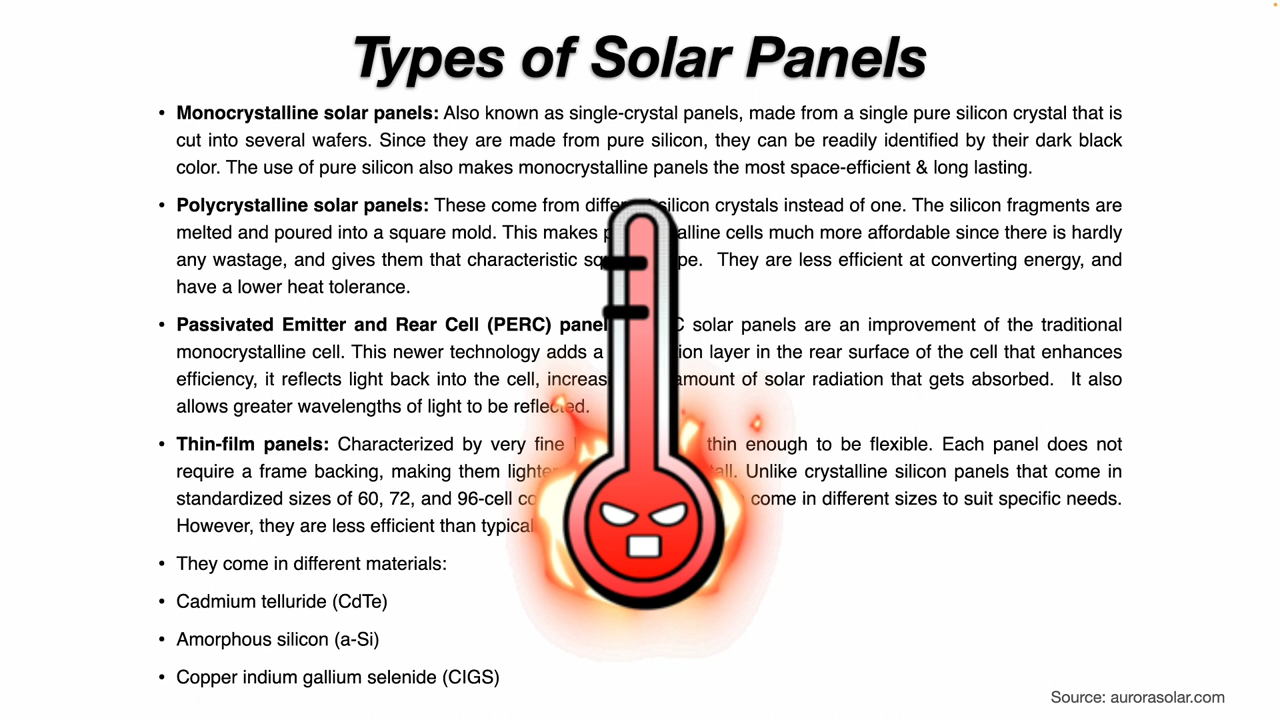 Types of Solar Panels
• Monocrystalline solar panels: Also known as single-crystal panels, made from a single pure silicon crystal that is
cut into several wafers. Since they are made from pure silicon, they can be readily identified by their dark black
color. The use of pure silicon also makes monocrystalline panels the most space-efficient & long lasting.
• Polycrystalline solar panels: These come from silicon crystals instead of one. The silicon fragments are
melted and poured into a square mold. This makes cells much more affordable since there is hardly
any wastage, and gives them that characteristic They are less efficient at converting energy, and
have a lower heat tolerance.
• Passivated Emitter and Rear Cell (PERC) solar panels are an improvement of the traditional
monocrystalline cell. This newer technology adds a layer in the rear surface of the cell that enhances
efficiency, it reflects light back into the cell, amount of solar radiation that gets absorbed. It also
allows greater wavelengths of light to be reflected.
• Thin-film panels: Characterized by very fine thin enough to be flexible. Each panel does not
require a frame backing, making them Unlike crystalline silicon panels that come in
standardized sizes of 60, 72, and 96-cell come in different sizes to suit specific needs.
However, they are less efficient than
• They come in different materials:
• Cadmium telluride (CdTe)
• Amorphous silicon (a-Si)
• Copper indium gallium selenide (CIGS)
Source: aurorasolar.com